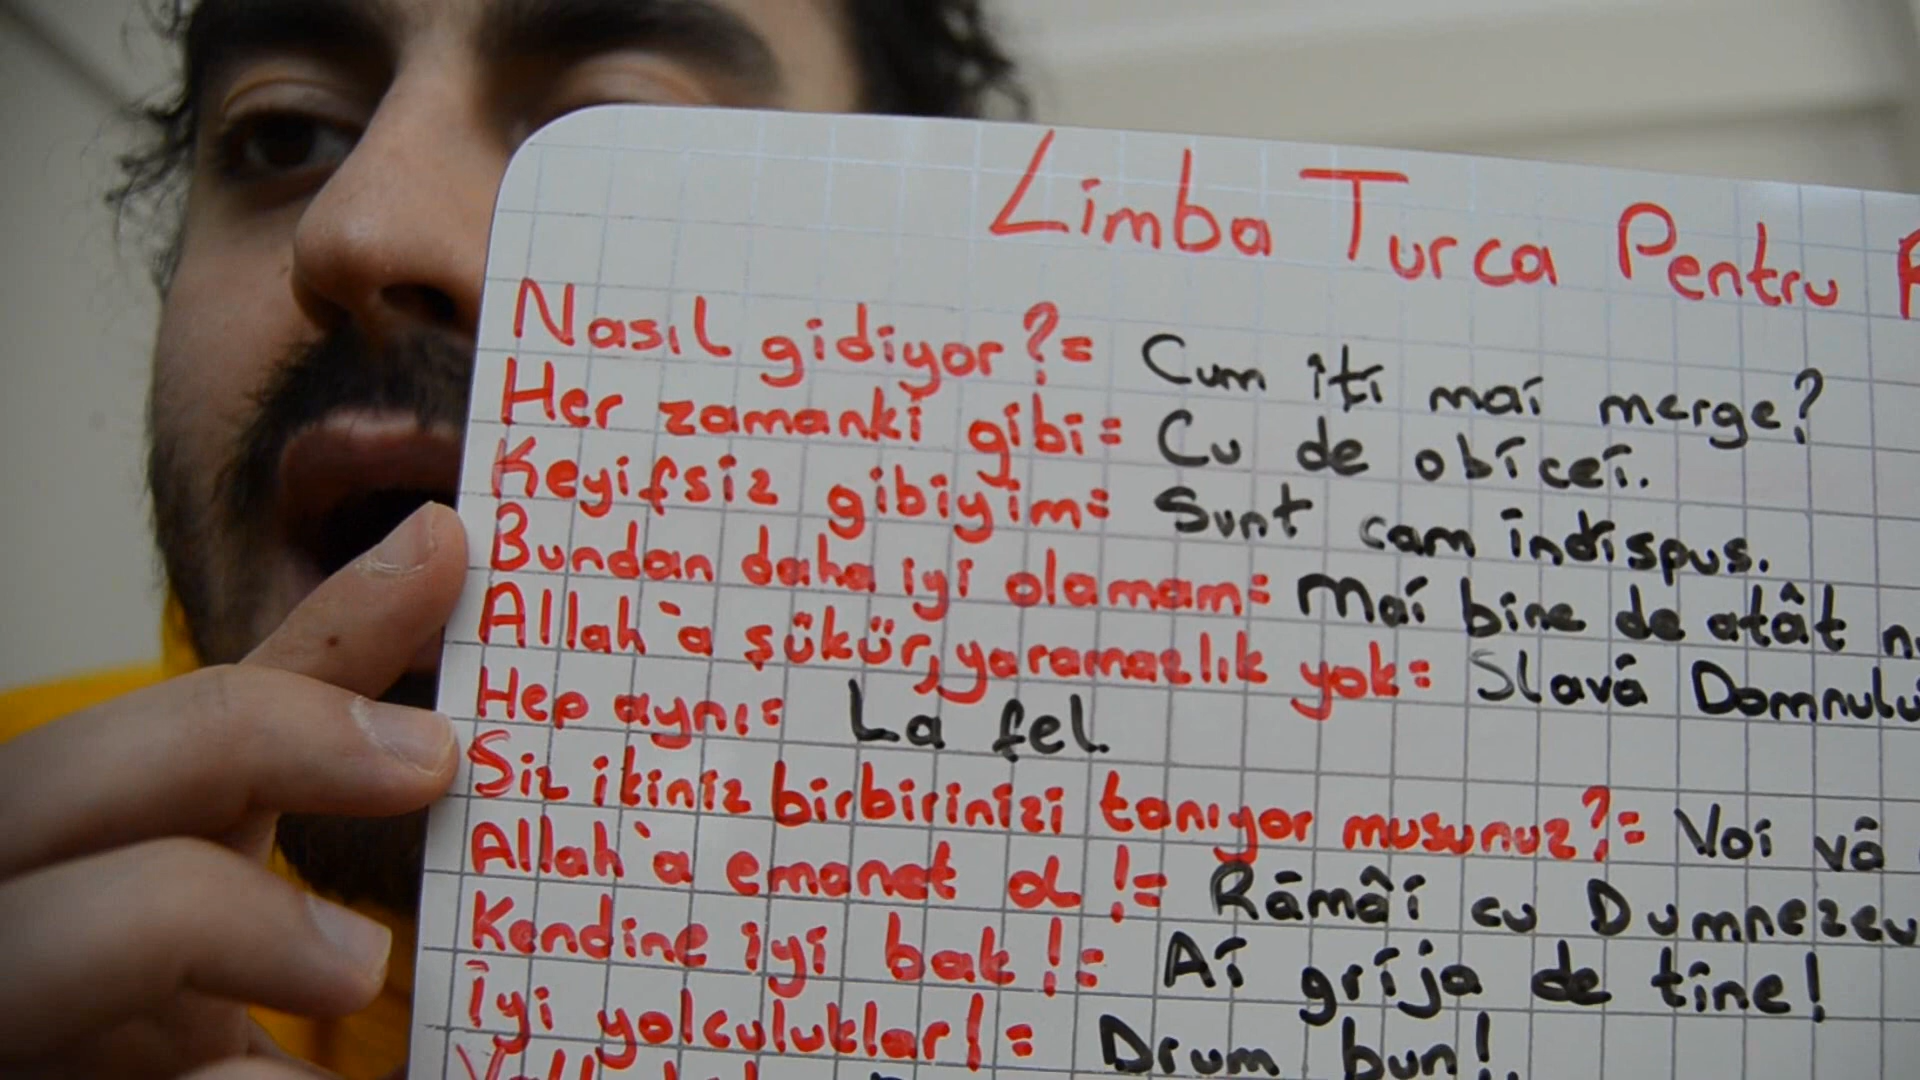 Limba Turca Pentru
Nasıl gidiyor?= Cum îți mai merge?
Her zamanki gibi= Cu de obicei.
Keyifsiz gibiyim= Sunt cam indispus.
Bundan daha iyi olamam= Mai bine de atât
Allah'a şükür, yaramazlık yok= Slavă Domnului
Hep aynı= La fel.
Siz ikiniz birbirinizi tanıyor musunuz?= Voi vă
Allah'a emanet ol!= Rămâi cu Dumnezeu
Kendine iyi bak!= Ai grija de tine!
İyi yolculuklar!= Drum bun!